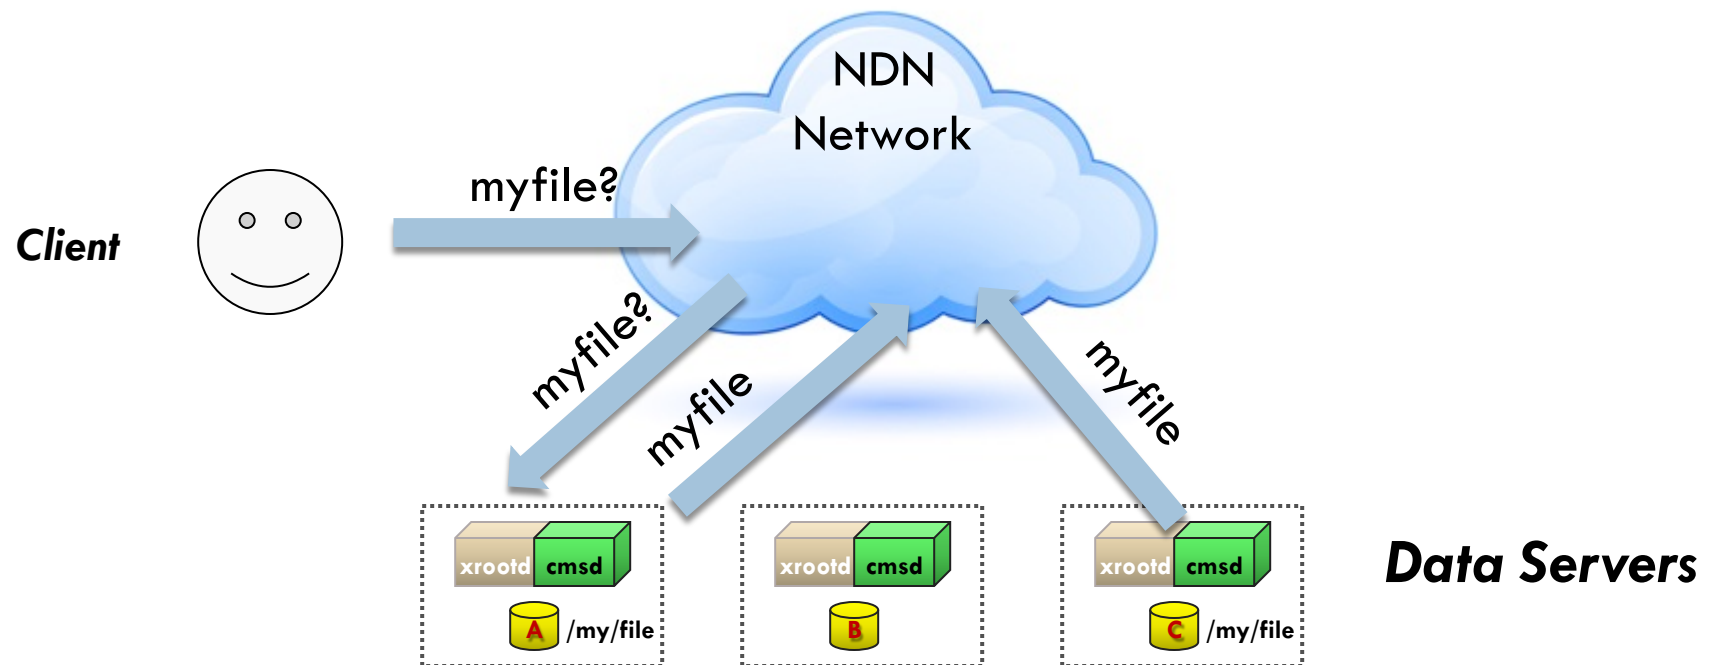 NDN
Network
myfile?
Client
myfile?
myfile
myfile
xrootd cmsd
xrootd cmsd
xrootd cmsd
Data Servers
A /my/file
B
C /my/file